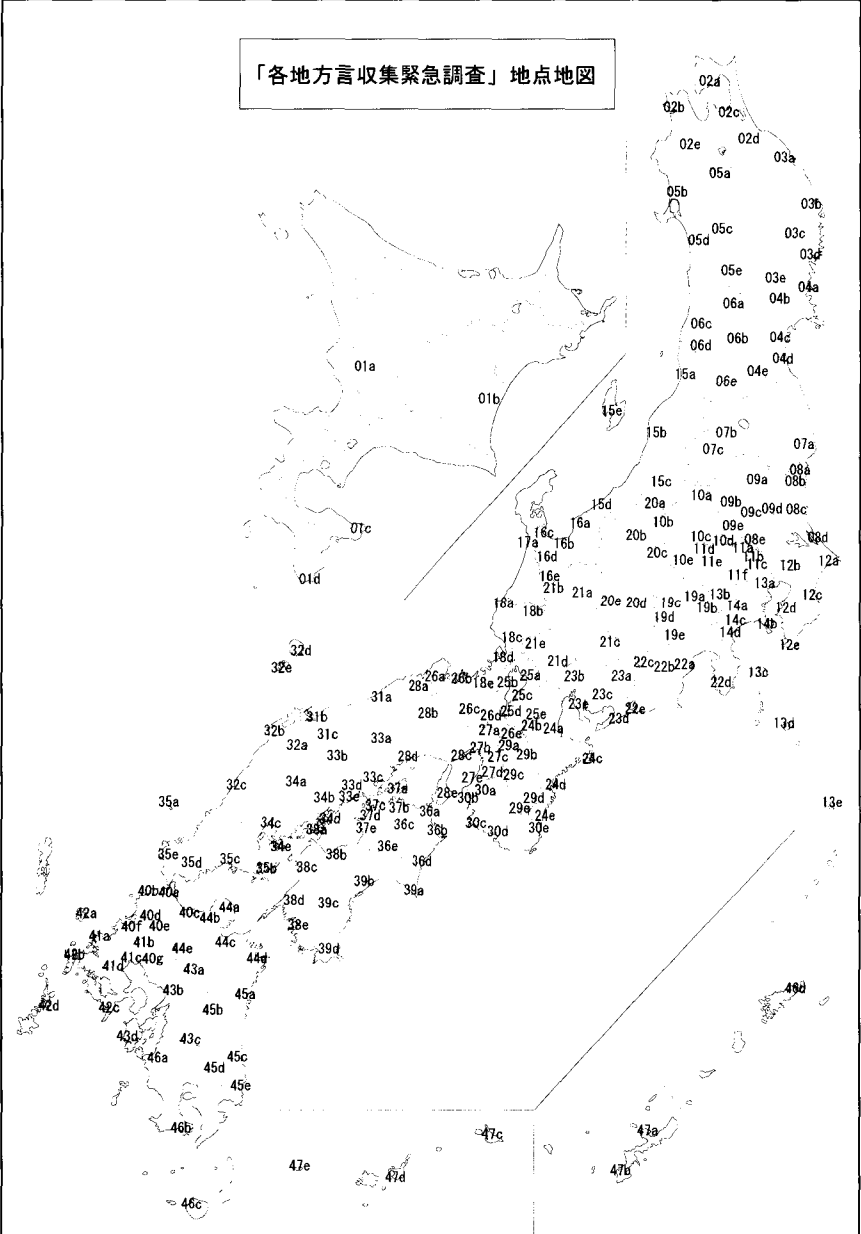 「各地方言収集緊急調査」地点地図
02a
02b
02c
02d
02e
03a
05a
05b
03b
05c
03c
05d
03d
05e
03e
04a
04b
06a
06c
06b
04c
06d
04d
01a
15a
04e
06e
01b
15e
15b
07b
07a
07c
08a
15c
09a
08b
10a
09b
15d
20a
09c
09d
08c
16a
10b
09e
01c
16c
20b
10c
10d
08e
08d
17a
16b
11d
11a
16d
20c
10e
11e
11b
11c
12b
12a
01d
16e
11f
13a
21b
21a
18a
20e
20d
19c
19a
13b
12c
18b
19b
14a
12d
19d
14c
14b
18c
21e
21c
19e
14d
12e
32d
18d
21d
22c
22b
22a
32e
26a
25a
23b
23a
13c
28a
18e
25b
22d
31a
25c
23c
28b
26c
25d
26d
25e
23e
22e
31b
23d
13d
32b
31c
24b
24a
27a
26e
32a
33a
27b
29a
33b
28d
28c
27c
29b
24c
33c
27d
29c
32c
34a
27e
33d
37a
30a
24d
34b
33e
28e
30b
29d
35a
37c
37b
13e
36a
29e
24e
34d
37d
34c
36c
30c
38a
37e
36b
30d
30e
34e
36e
35e
38b
35d
35c
36d
35b
38c
39b
40b
40a
39a
38d
39c
44a
42a
40d
40c
44b
40f
40e
38e
41a
41b
44c
44e
39d
42b
41c
40g
44d
41d
43a
43b
45a
46d
42d
42c
45b
43d
43c
46a
45c
45d
45e
46b
47c
47a
47e
47d
47b
46c